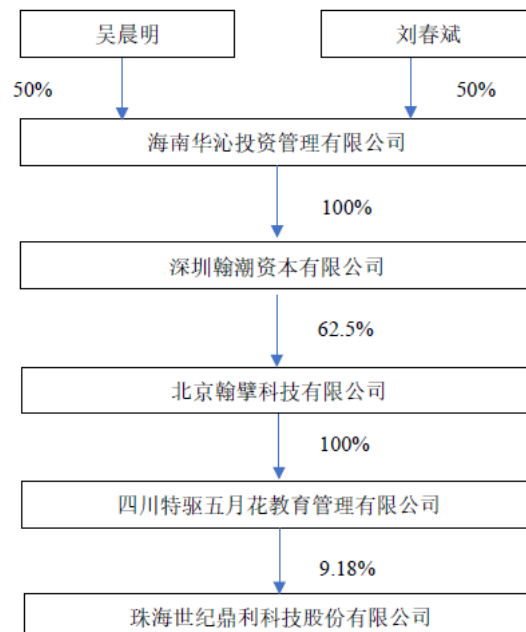 吴晨明
刘春斌
50%
50%
海南华沁投资管理有限公司
100%
深圳翰潮资本有限公司
62.5%
北京翰擘科技有限公司
100%
四川特驱五月花教育管理有限公司
9.18%
珠海世纪鼎利科技股份有限公司